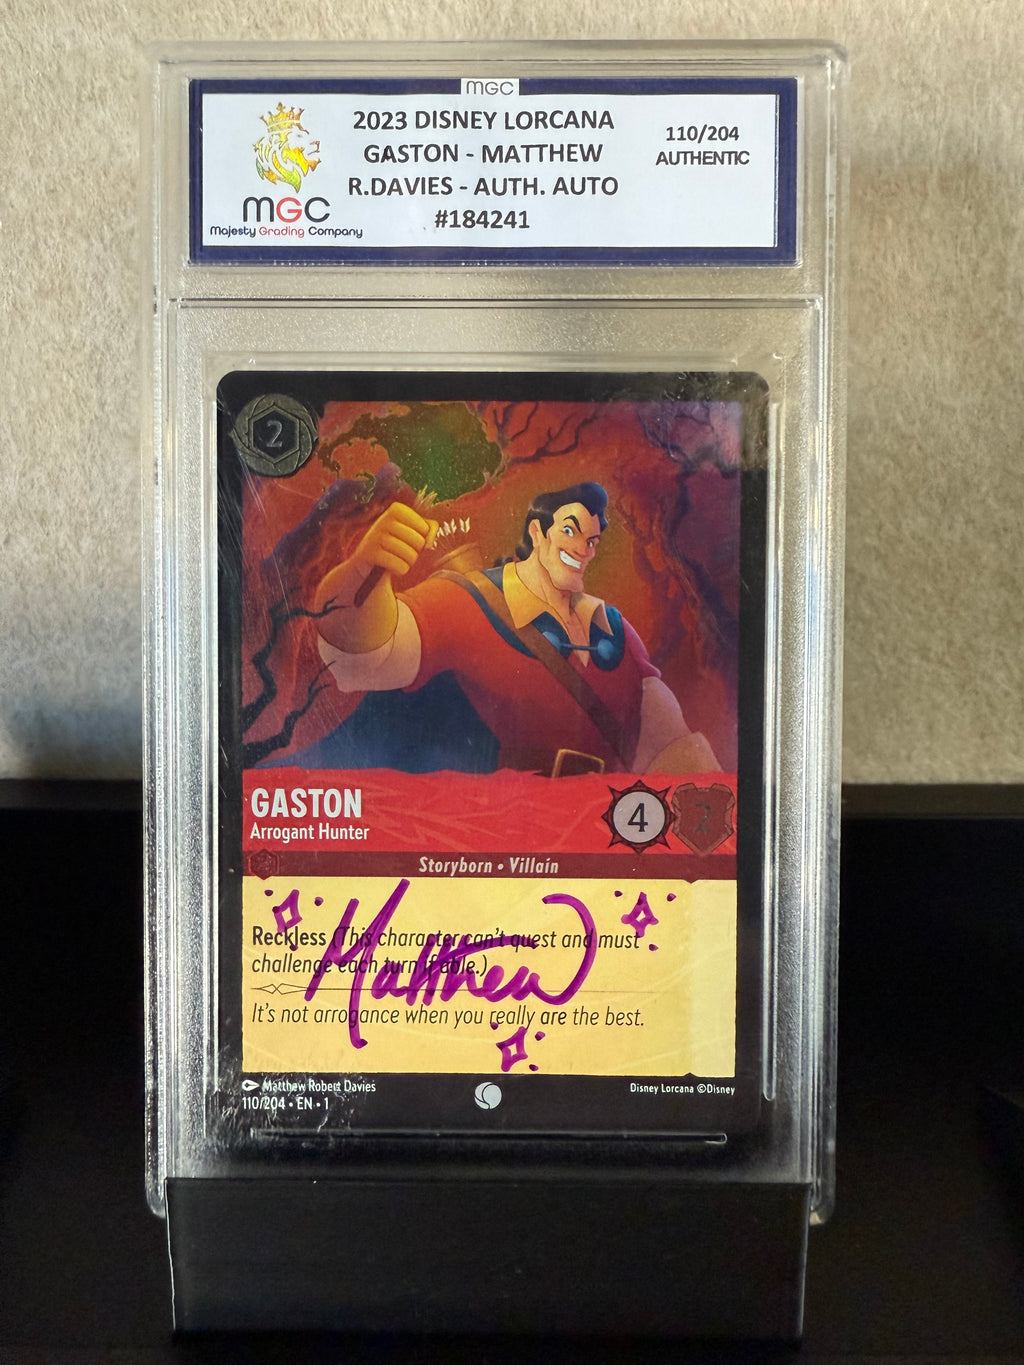 MGC
2023 DISNEY LORCANA
GASTON - MATTHEW
R.DAVIES - AUTH. AUTO
#184241
110/204
AUTHENTIC
MGC
Majesty Grading Company
2
GASTON
Arrogant Hunter
4
2
Storyborn • Villain
Reckless (This character can't quest and must
challenge each turn if able.)
Matthew
It's not arrogance when you really are the best.
Matthew Robert Davies
110/204 • EN • 1
Disney Lorcana ©Disney